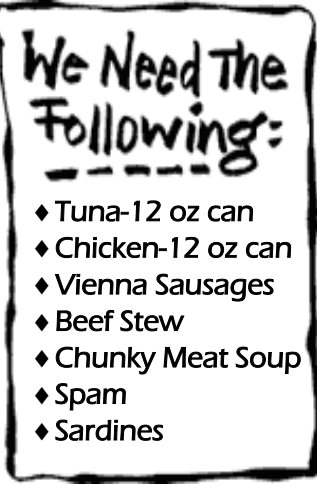 We Need The
Following:
♦Tuna-12 oz can
♦Chicken-12 oz can
♦Vienna Sausages
♦Beef Stew
♦Chunky Meat Soup
♦Spam
♦Sardines